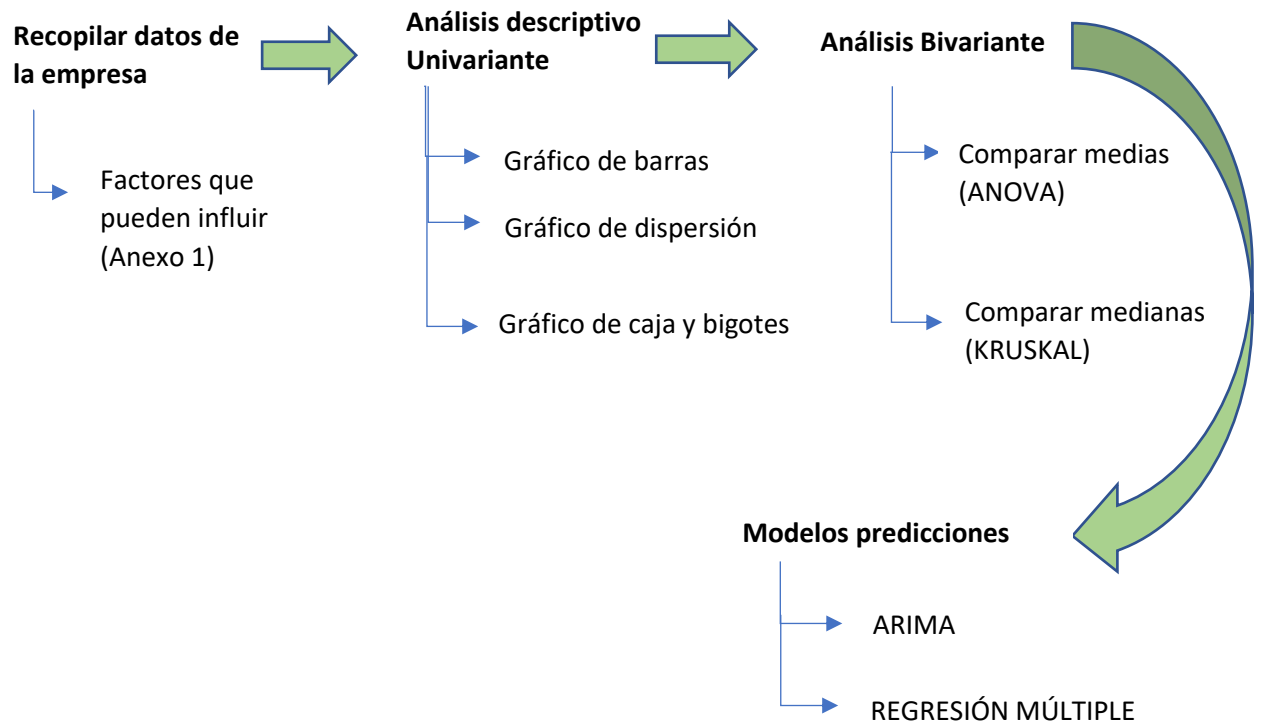 Recopilar datos de
la empresa
Factores que
pueden influir
(Anexo 1)
Análisis descriptivo
Univariante
Gráfico de barras
Gráfico de dispersión
Gráfico de caja y bigotes
Análisis Bivariante
Comparar medias
(ANOVA)
Comparar medianas
(KRUSKAL)
Modelos predicciones
ARIMA
REGRESIÓN MÚLTIPLE